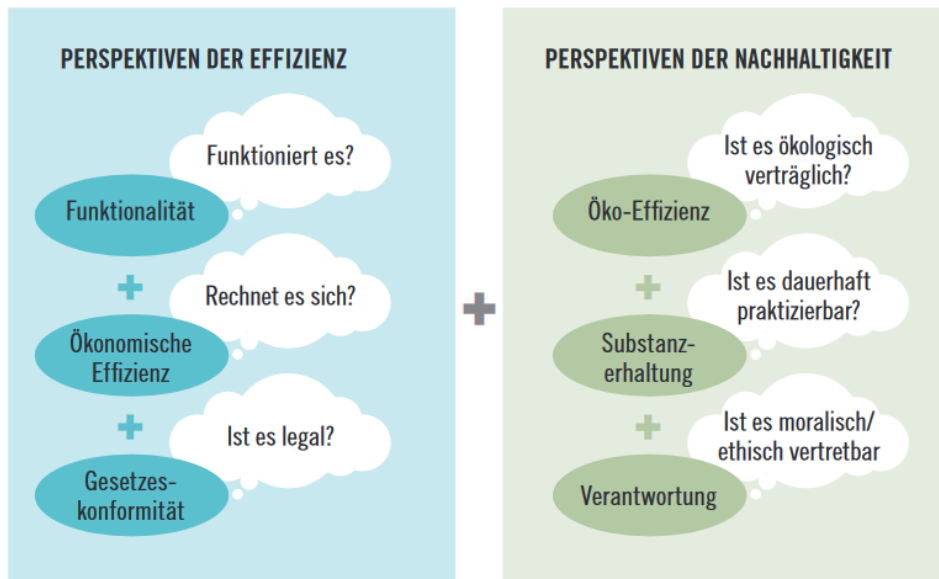 PERSPEKTIVEN DER EFFIZIENZ
Funktioniert es?
Funktionalität
+
Rechnet es sich?
Ökonomische
Effizienz
+
Ist es legal?
Gesetzes-
konformität
+
PERSPEKTIVEN DER NACHHALTIGKEIT
Ist es ökologisch
verträglich?
Öko-Effizienz
+
Ist es dauerhaft
praktizierbar?
Substanz-
erhaltung
+
Ist es moralisch/
ethisch vertretbar
Verantwortung